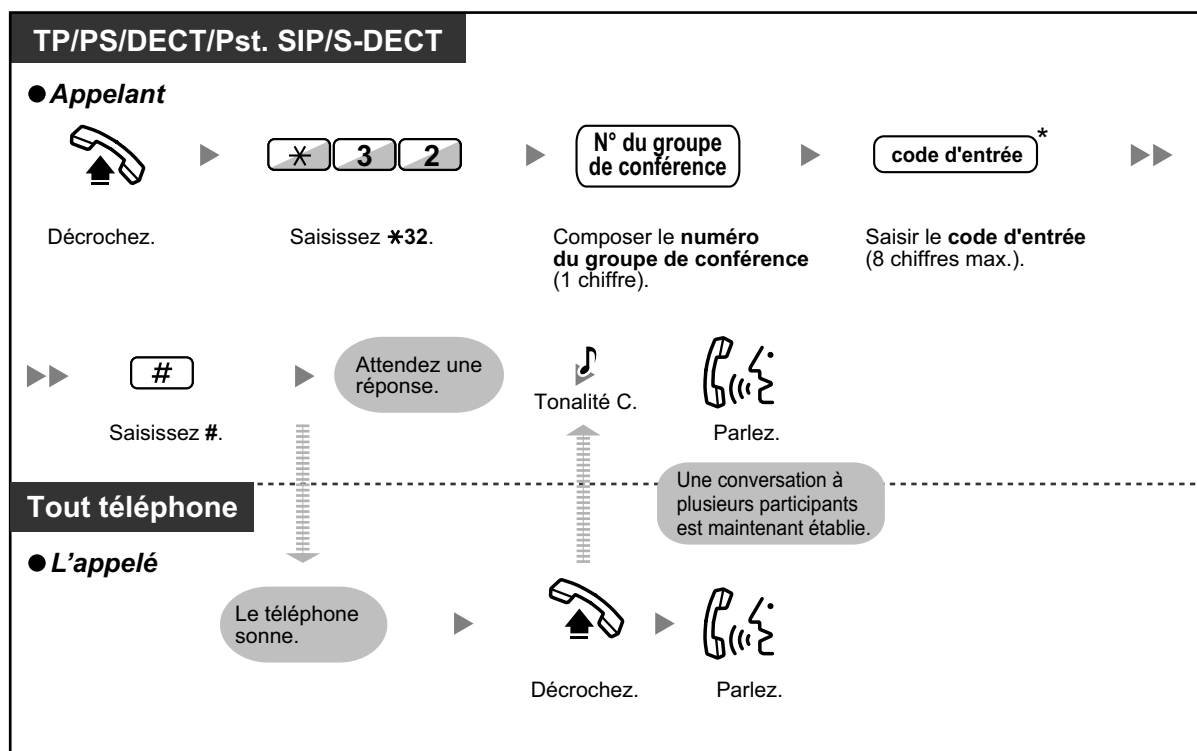 TP/PS/DECT/Pst. SIP/S-DECT
● Appelant
✳ 3 2
N° du groupe
de conférence
code d'entrée *
Décrochez.
Saisissez ✳32.
Composer le numéro
du groupe de conférence
(1 chiffre).
Saisir le code d'entrée
(8 chiffres max.).
#
Attendez une
réponse.
Saisissez #.
Tonalité C.
Parlez.
Une conversation à
plusieurs participants
est maintenant établie.
Tout téléphone
● L’appelé
Le téléphone
sonne.
Décrochez.
Parlez.